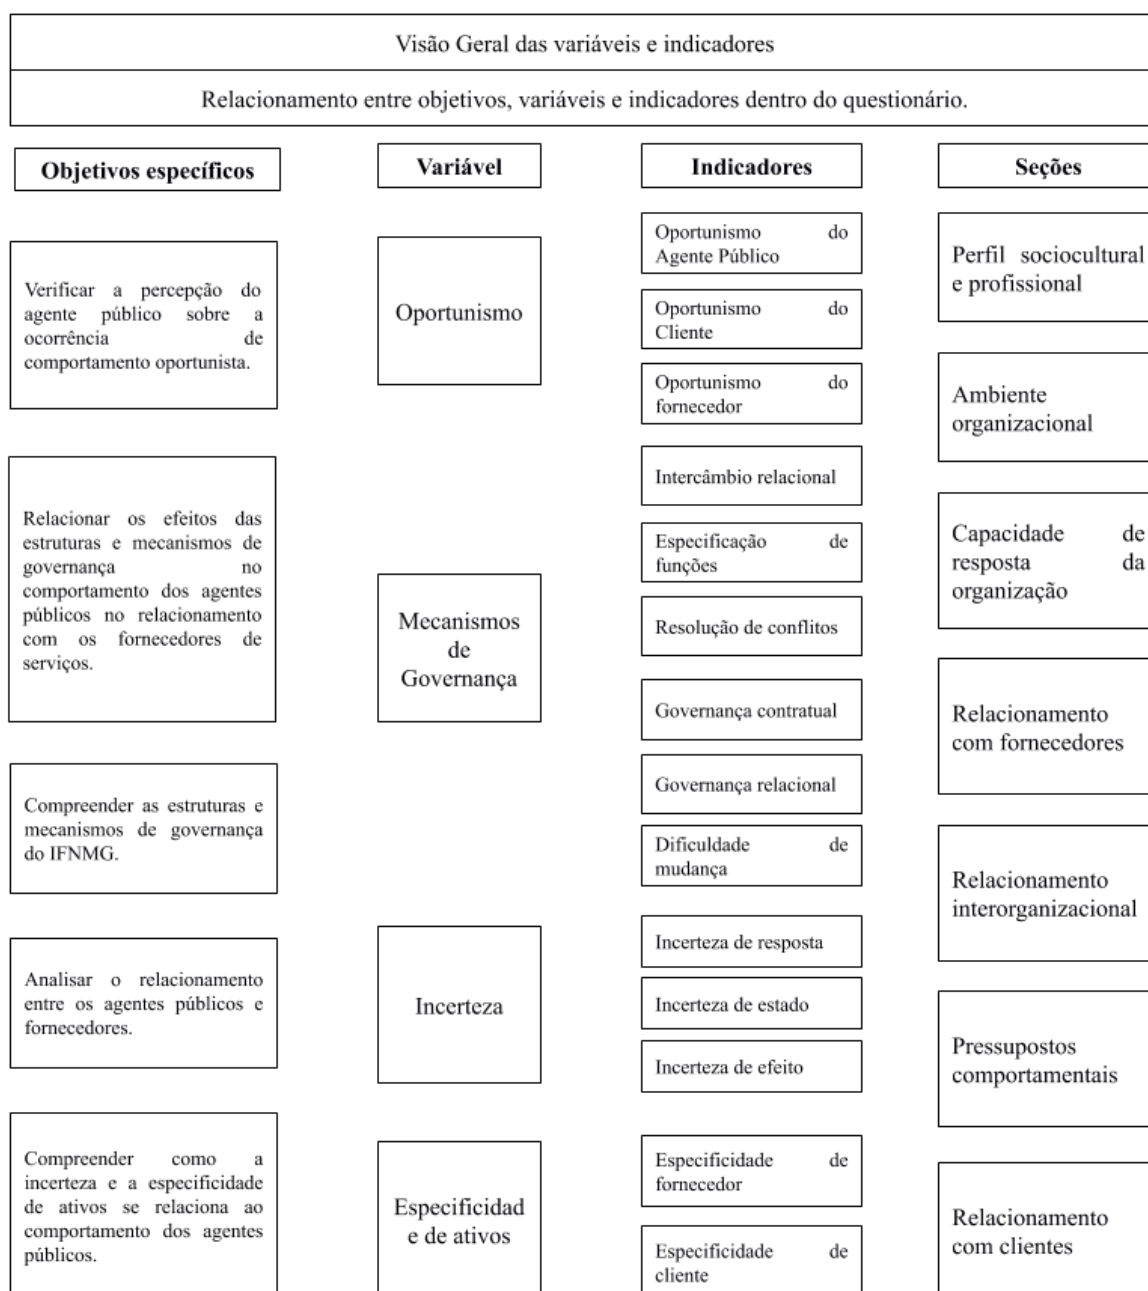 Visão Geral das variáveis e indicadores
Relacionamento entre objetivos, variáveis e indicadores dentro do questionário.
Objetivos específicos
Verificar a percepção do
agente público sobre a
ocorrência de
comportamento oportunista.
Relacionar os efeitos das
estruturas e mecanismos de
governança no
comportamento dos agentes
públicos no relacionamento
com os fornecedores de
serviços.
Compreender as estruturas e
mecanismos de governança
do IFNMG.
Analisar o relacionamento
entre os agentes públicos e
fornecedores.
Compreender como a
incerteza e a especificidade
de ativos se relaciona ao
comportamento dos agentes
públicos.
Variável
Oportunismo
Mecanismos
de
Governança
Incerteza
Especificidad
e de ativos
Indicadores
Oportunismo do
Agente Público
Oportunismo do
Cliente
Oportunismo do
fornecedor
Intercâmbio relacional
Especificação de
funções
Resolução de conflitos
Governança contratual
Governança relacional
Dificuldade de
mudança
Incerteza de resposta
Incerteza de estado
Incerteza de efeito
Especificidade de
fornecedor
Especificidade de
cliente
Seções
Perfil sociocultural
e profissional
Ambiente
organizacional
Capacidade de
resposta da
organização
Relacionamento
com fornecedores
Relacionamento
interorganizacional
Pressupostos
comportamentais
Relacionamento
com clientes